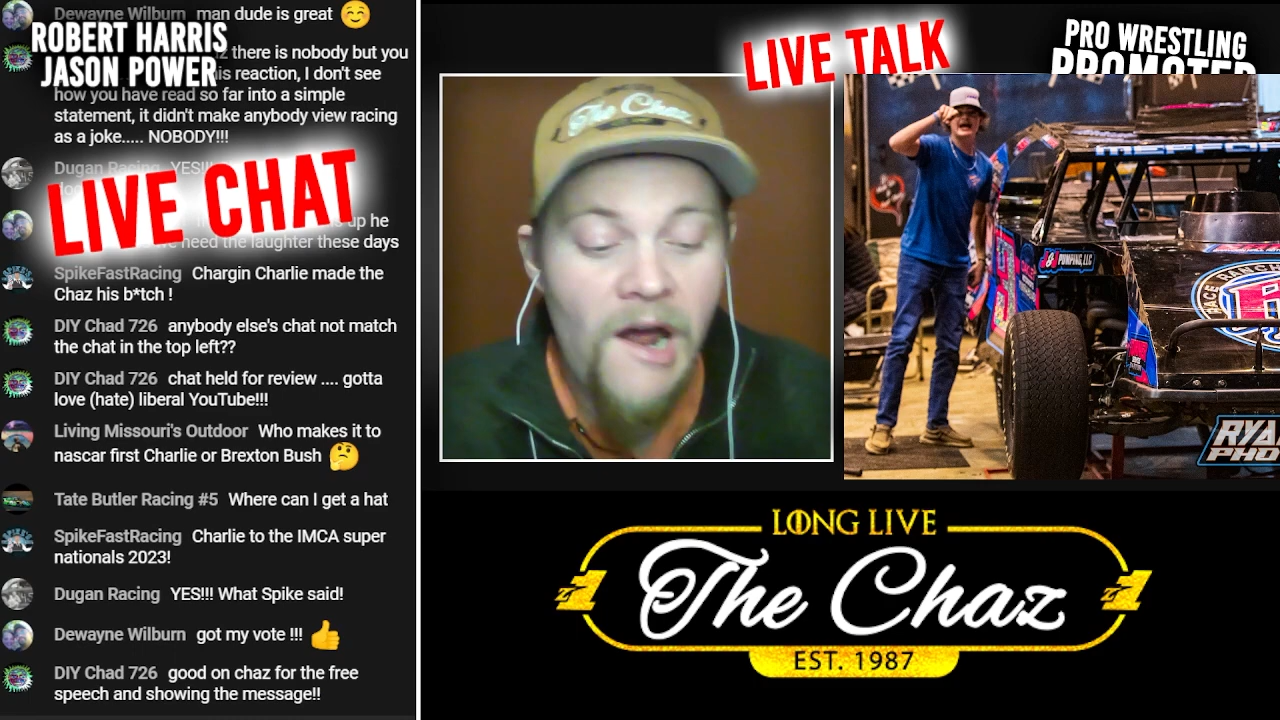 Dewayne Wilburn man dude is great
ROBERT HARRIS
JASON POWER
there is nobody but you
reaction, I don't see
how you have read so far into a simple
statement, it didn't make anybody view racing
as a joke..... NOBODY!!!
Dugan Racing YES!!!
LIVE CHAT
up he
need the laughter these days
SpikeFastRacing Chargin Charlie made the
Chaz his b*tch !
DIY Chad 726 anybody else's chat not match
the chat in the top left??
DIY Chad 726 chat held for review .... gotta
love (hate) liberal YouTube!!!
Living Missouri's Outdoor Who makes it to
nascar first Charlie or Brexton Bush
Tate Butler Racing #5 Where can I get a hat
SpikeFastRacing Charlie to the IMCA super
nationals 2023!
Dugan Racing YES!!! What Spike said!
Dewayne Wilburn got my vote !!!
DIY Chad 726 good on chaz for the free
speech and showing the message!!
LIVE TALK
PRO WRESTLING
PROMOTER
The Chaz
J&J PUMPING, LLC
RYA
PHO
LONG LIVE
The Chaz
z1
z1
EST. 1987